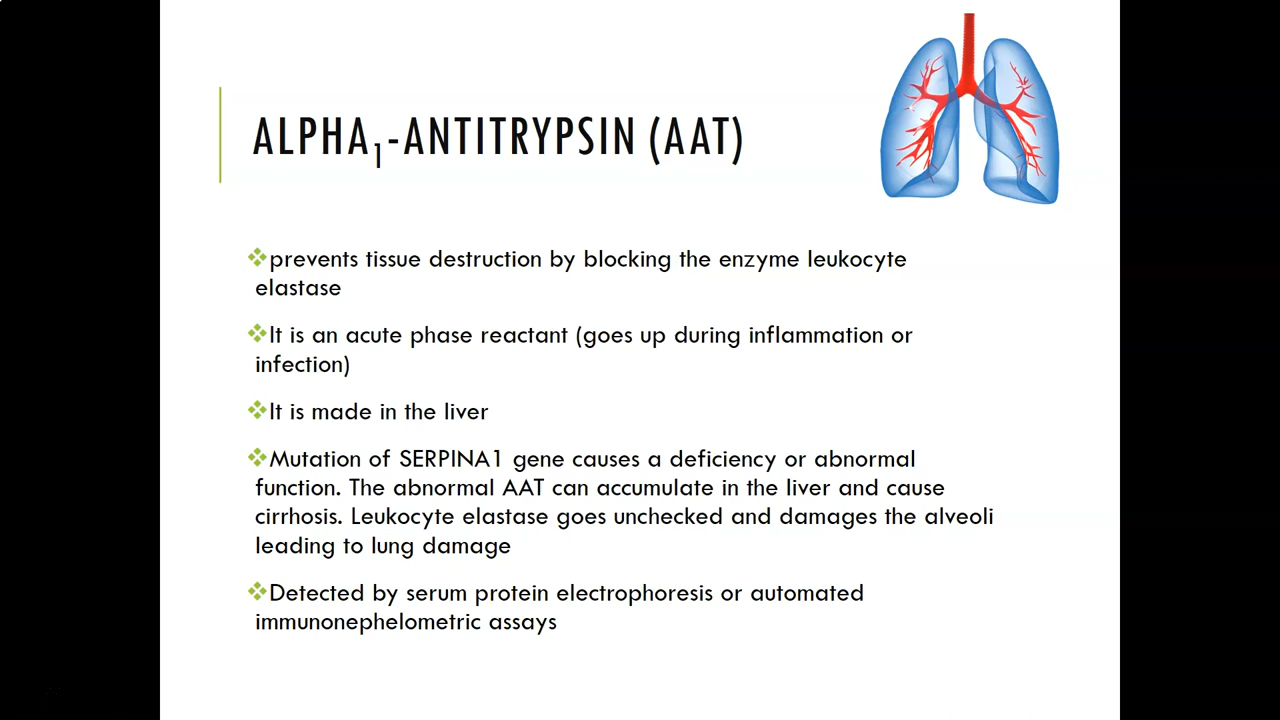 ALPHA₁-ANTITRYPSIN (AAT)
❖prevents tissue destruction by blocking the enzyme leukocyte
elastase
❖It is an acute phase reactant (goes up during inflammation or
infection)
❖It is made in the liver
❖Mutation of SERPINA1 gene causes a deficiency or abnormal
function. The abnormal AAT can accumulate in the liver and cause
cirrhosis. Leukocyte elastase goes unchecked and damages the alveoli
leading to lung damage
❖Detected by serum protein electrophoresis or automated
immunonephelometric assays